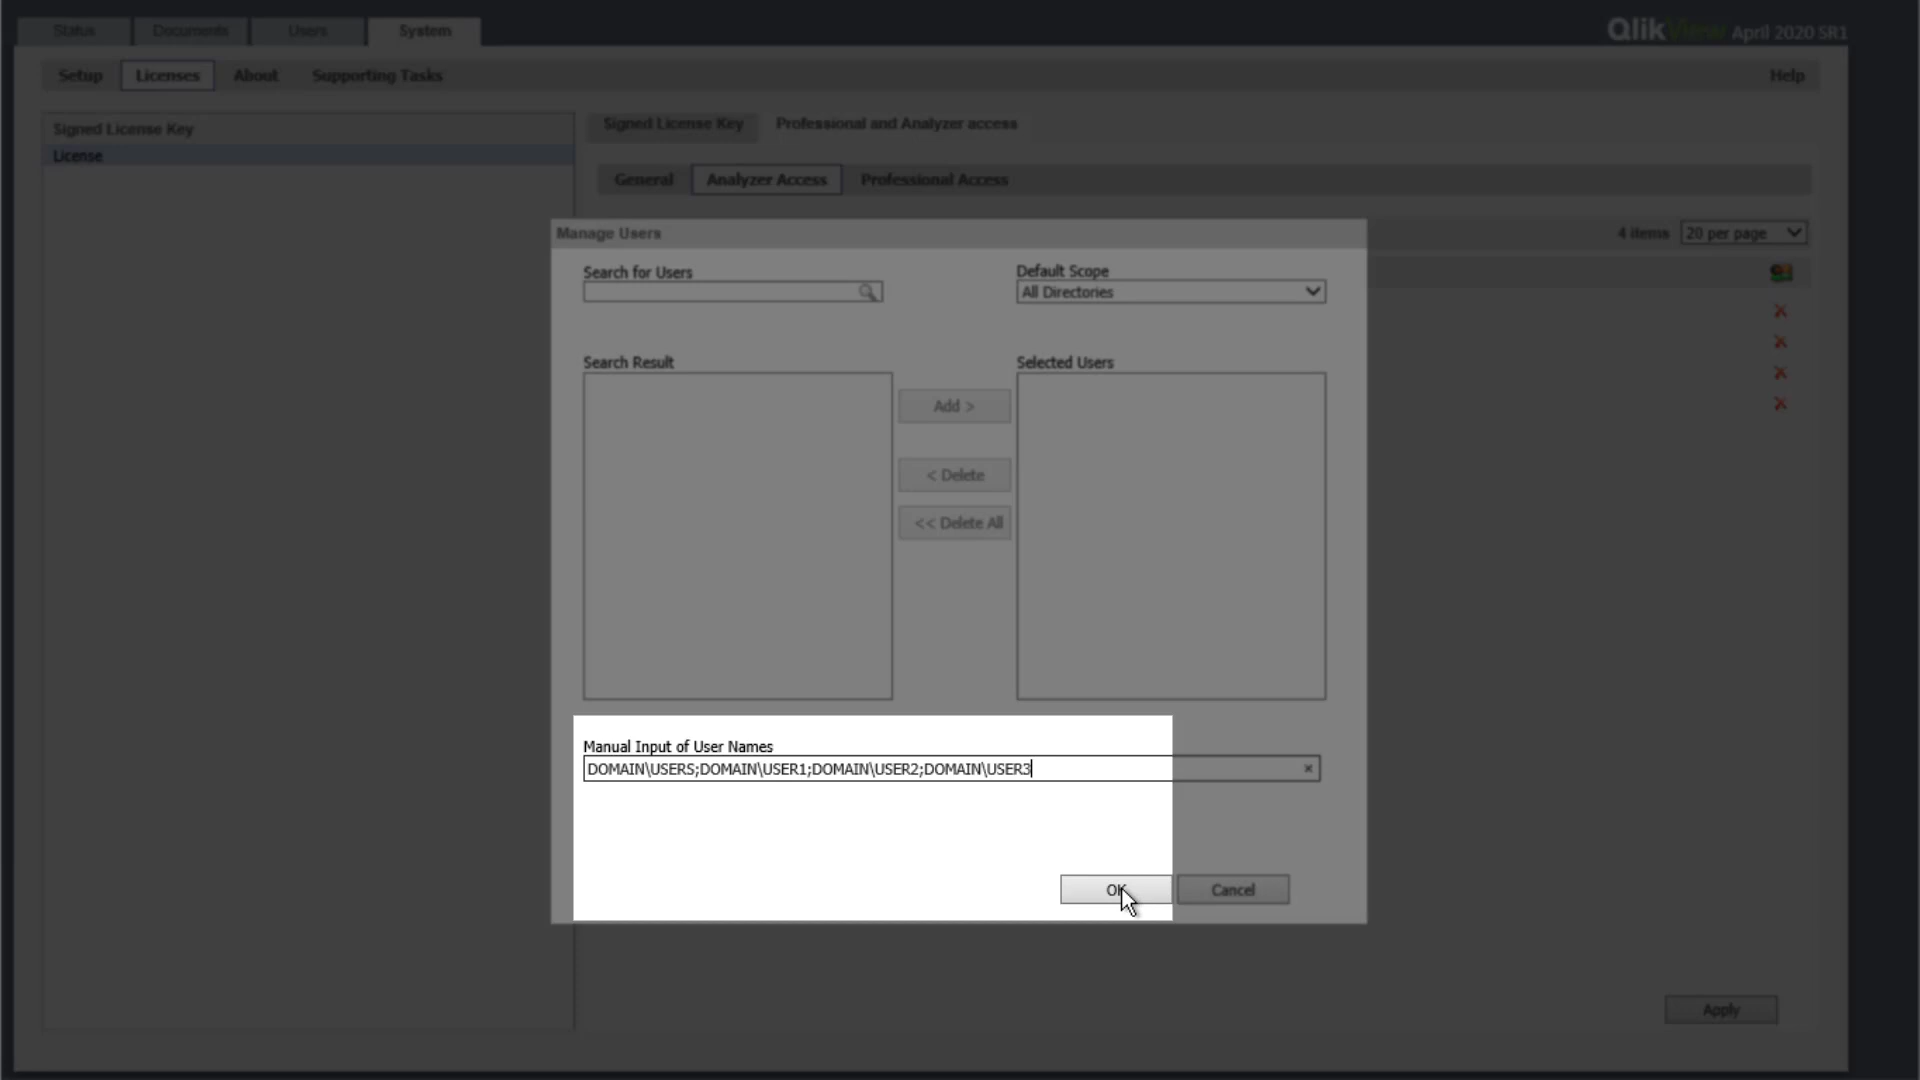 Status Documents Users System
QlikView April 2020 SR1
Setup Licenses About Supporting Tasks Help
Signed License Key
License
Signed License Key Professional and Analyzer access
General Analyzer Access Professional Access
4 items 20 per page
Manage Users
Search for Users
Default Scope
All Directories
Search Result
Selected Users
Add >
< Delete
<< Delete All
Manual Input of User Names
DOMAIN\USERS;DOMAIN\USER1;DOMAIN\USER2;DOMAIN\USER3
OK Cancel
Apply